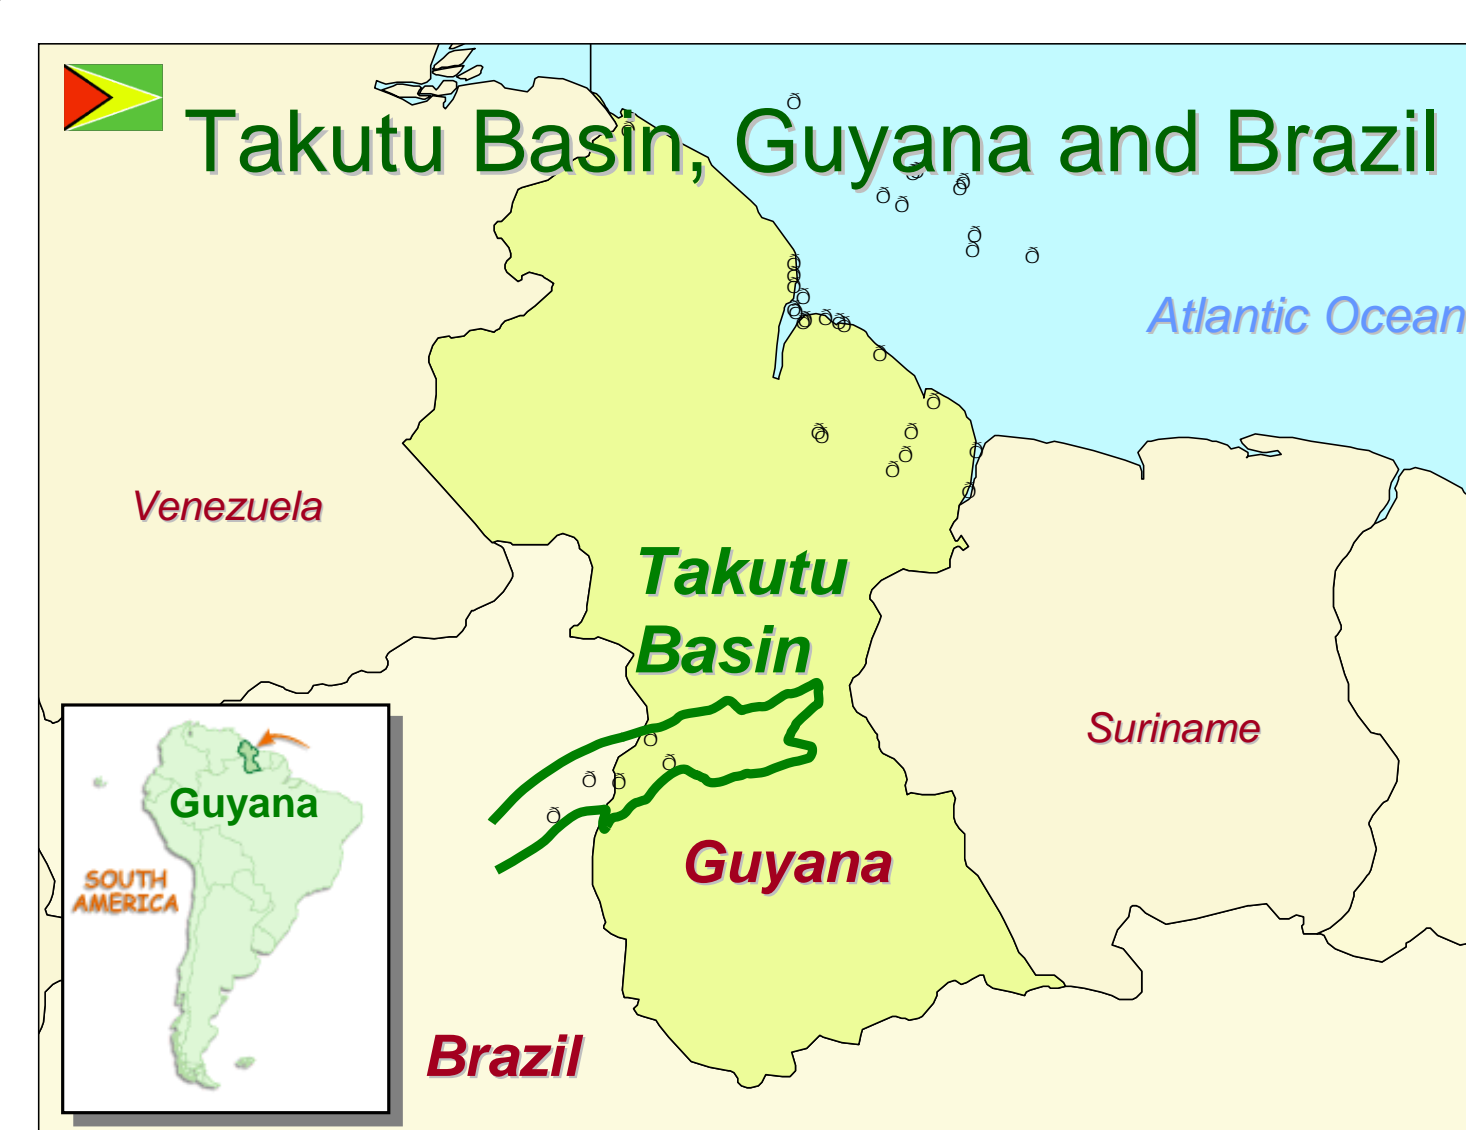 Takutu Basin, Guyana and Brazil
Atlantic Ocean
Venezuela
Takutu
Basin
Suriname
Guyana
SOUTH
AMERICA
Guyana
Brazil